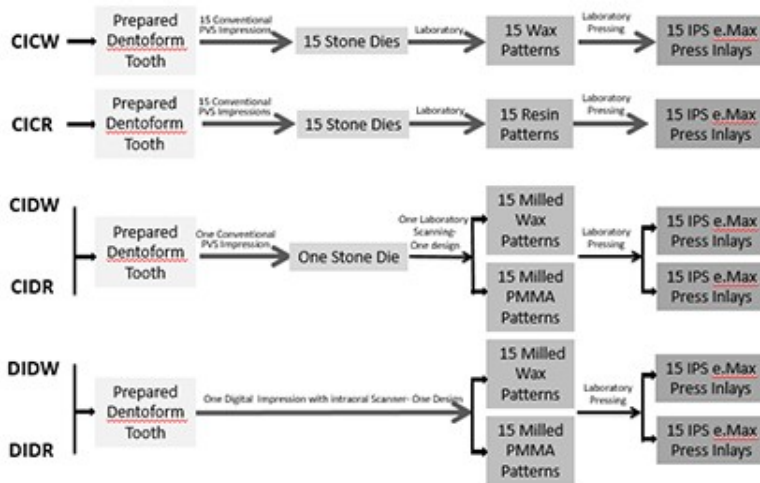 CICW
Prepared
Dentoform
Tooth
15 Conventional
PVS Impressions
15 Stone Dies
Laboratory
15 Wax
Patterns
Laboratory
Pressing
15 IPS e.Max
Press Inlays
CICR
Prepared
Dentoform
Tooth
15 Conventional
PVS Impressions
15 Stone Dies
Laboratory
15 Resin
Patterns
Laboratory
Pressing
15 IPS e.Max
Press Inlays
CIDW
CIDR
Prepared
Dentoform
Tooth
One Conventional
PVS Impression
One Stone Die
One Laboratory
Scanning-
One design
15 Milled
Wax
Patterns
15 Milled
PMMA
Patterns
Laboratory
Pressing
15 IPS e.Max
Press Inlays
15 IPS e.Max
Press Inlays
DIDW
DIDR
Prepared
Dentoform
Tooth
One Digital Impression with intraoral Scanner- One Design
15 Milled
Wax
Patterns
15 Milled
PMMA
Patterns
Laboratory
Pressing
15 IPS e.Max
Press Inlays
15 IPS e.Max
Press Inlays